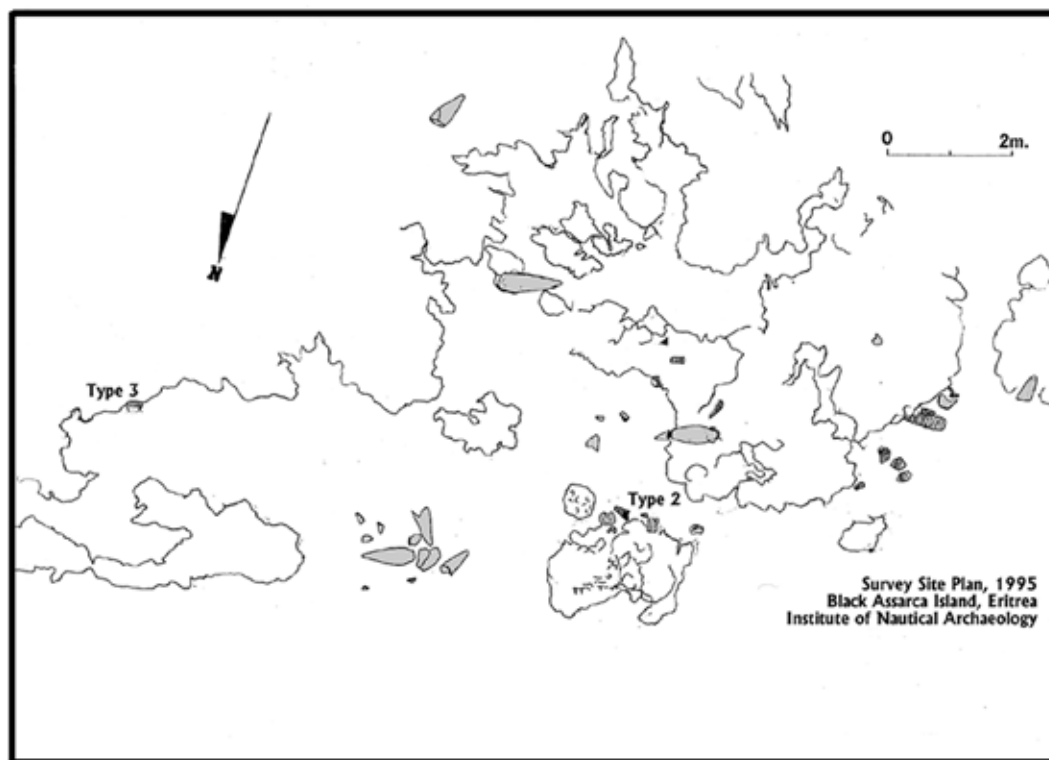 0 2m.
N
Type 3
Type 2
Survey Site Plan, 1995
Black Assarca Island, Eritrea
Institute of Nautical Archaeology